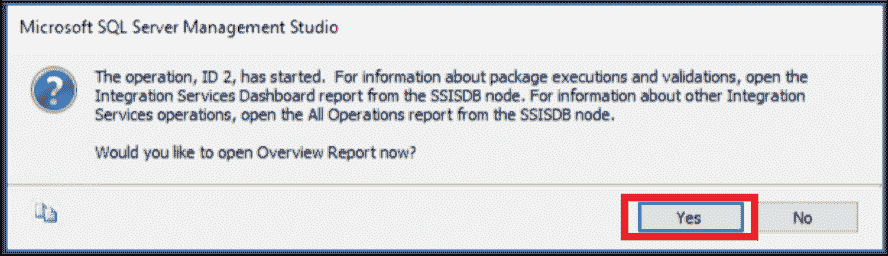 Microsoft SQL Server Management Studio
The operation, ID 2, has started.  For information about package executions and validations, open the
Integration Services Dashboard report from the SSISDB node. For information about other Integration
Services operations, open the All Operations report from the SSISDB node.
Would you like to open Overview Report now?
Yes No